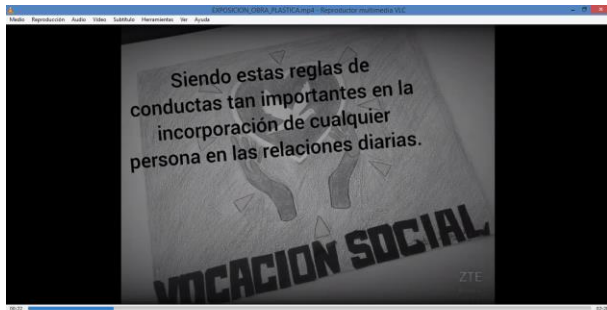 EXPOSICION_OBRA_PLASTICA.mp4 - Reproductor multimedia VLC
Medio Reproducción Audio Video Subtítulo Herramientas Ver Ayuda
Siendo estas reglas de
conductas tan importantes en la
incorporación de cualquier
persona en las relaciones diarias.
VOCACION SOCIAL
ZTE